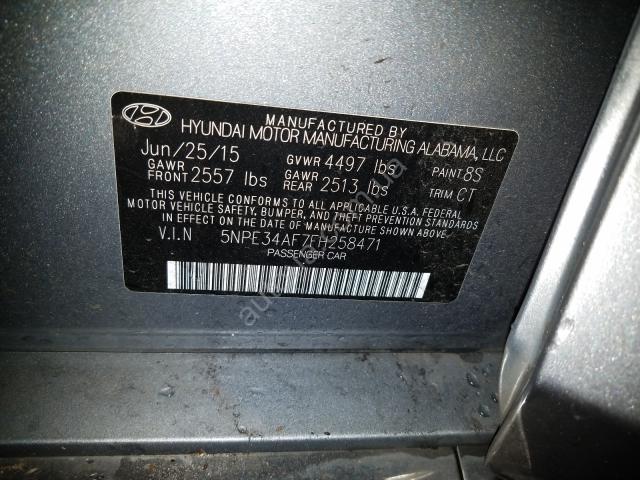 MANUFACTURED BY
HYUNDAI MOTOR MANUFACTURING ALABAMA, LLC
Jun/25/15 GVWR 4497 lbs PAINT 8S
GAWR FRONT 2557 lbs GAWR REAR 2513 lbs TRIM CT
THIS VEHICLE CONFORMS TO ALL APPLICABLE U.S.A. FEDERAL
MOTOR VEHICLE SAFETY, BUMPER, AND THEFT PREVENTION STANDARDS
IN EFFECT ON THE DATE OF MANUFACTURE SHOWN ABOVE.
V.I.N 5NPE34AF7FH258471
PASSENGER CAR